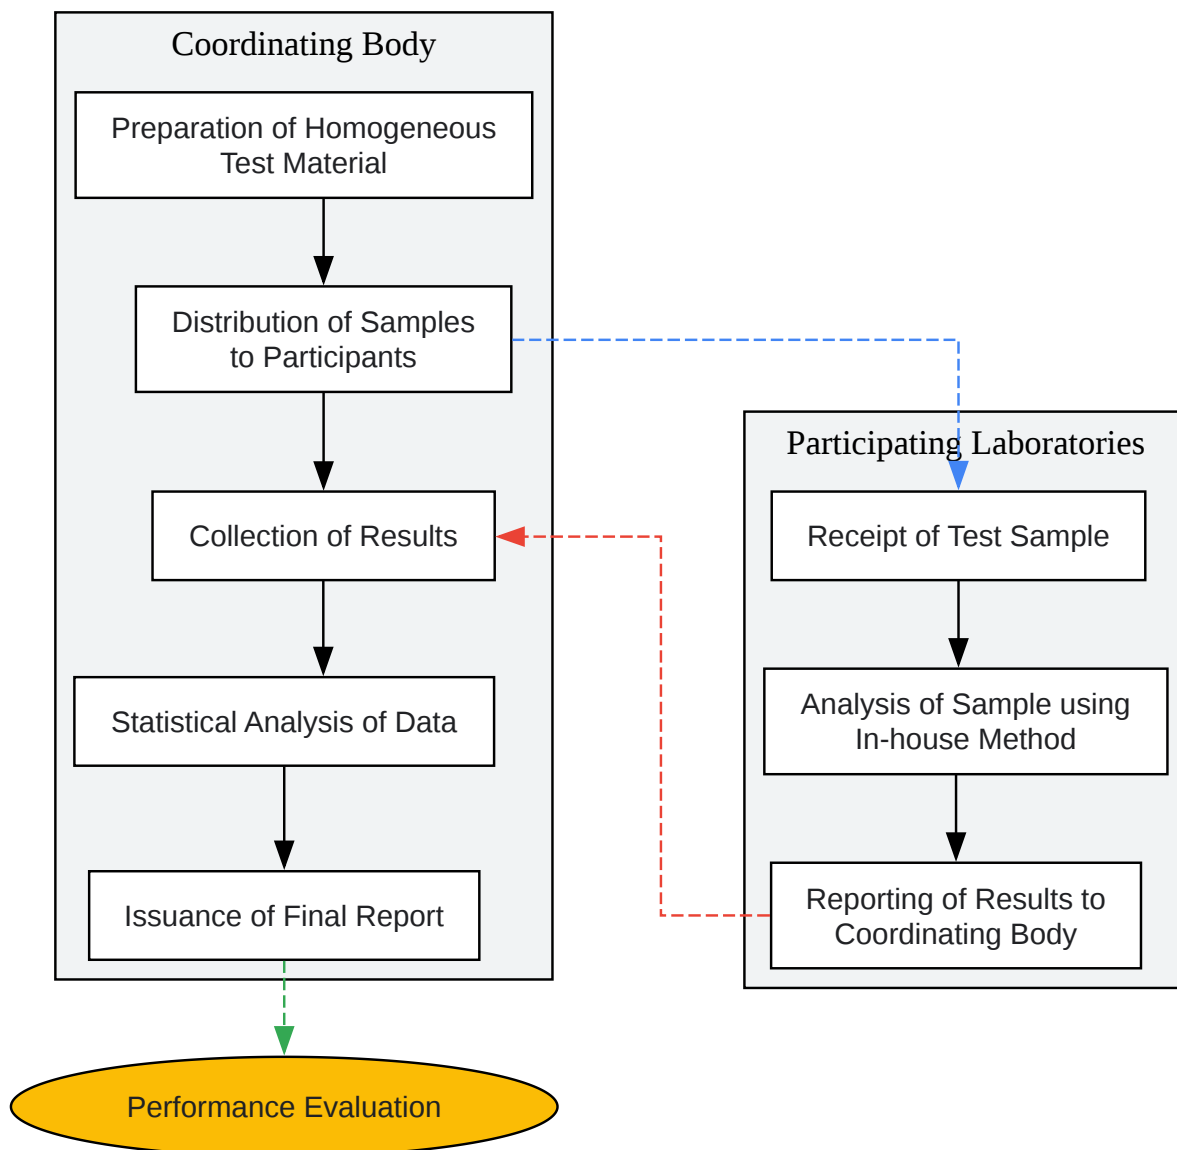 Coordinating Body
Preparation of Homogeneous
Test Material
Distribution of Samples
to Participants
Collection of Results
Statistical Analysis of Data
Issuance of Final Report
Performance Evaluation
Participating Laboratories
Receipt of Test Sample
Analysis of Sample using
In-house Method
Reporting of Results to
Coordinating Body